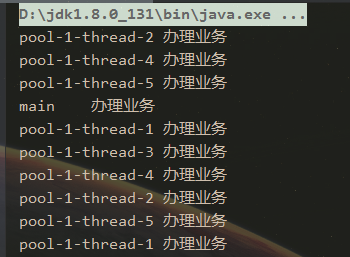 D:\jdk1.8.0_131\bin\java.exe ...
pool-1-thread-2 办理业务
pool-1-thread-4 办理业务
pool-1-thread-5 办理业务
main    办理业务
pool-1-thread-1 办理业务
pool-1-thread-3 办理业务
pool-1-thread-4 办理业务
pool-1-thread-2 办理业务
pool-1-thread-5 办理业务
pool-1-thread-1 办理业务